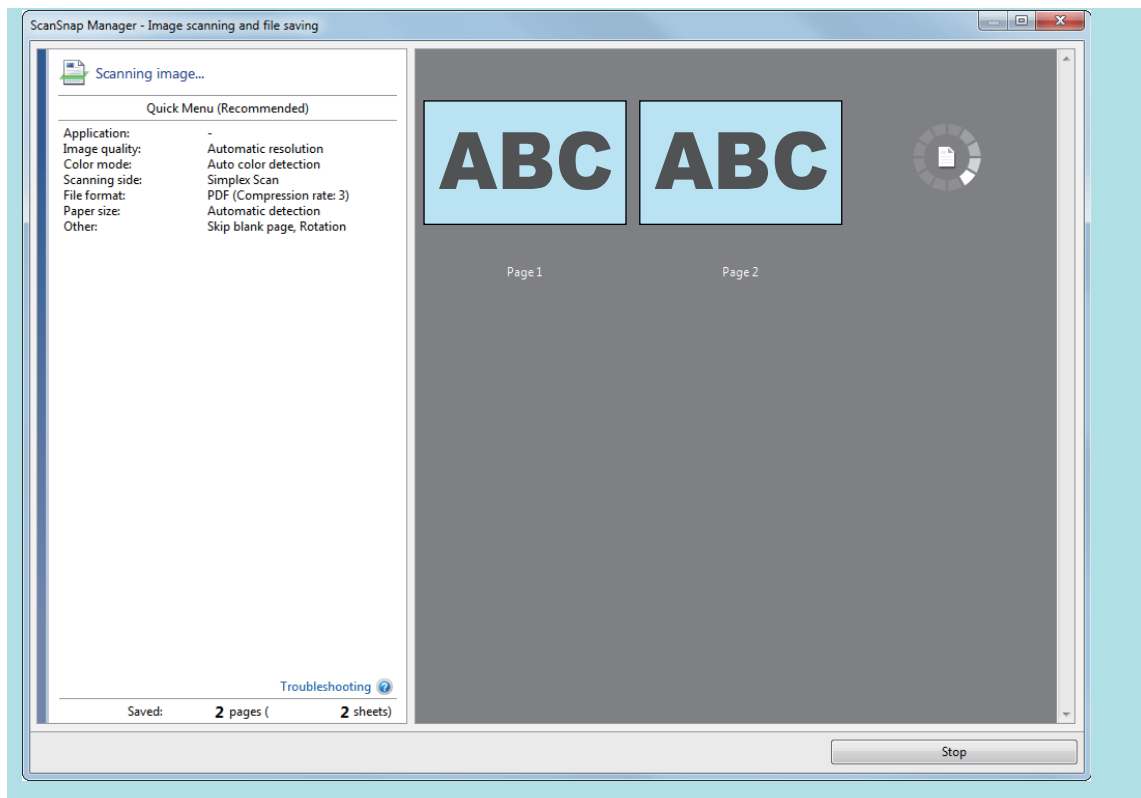 ScanSnap Manager - Image scanning and file saving
Scanning image...
Quick Menu (Recommended)
Application: -
Image quality: Automatic resolution
Color mode: Auto color detection
Scanning side: Simplex Scan
File format: PDF (Compression rate: 3)
Paper size: Automatic detection
Other: Skip blank page, Rotation
ABC ABC
Page 1 Page 2
Troubleshooting
Saved: 2 pages ( 2 sheets)
Stop